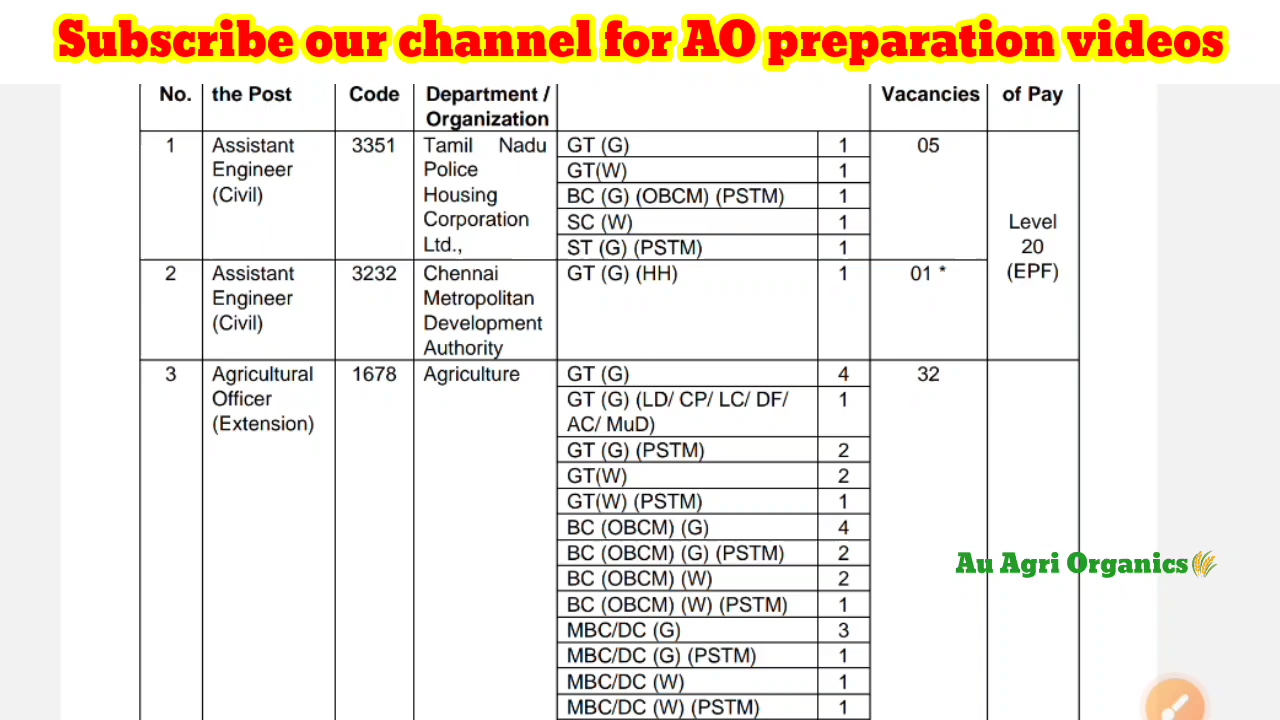 Subscribe our channel for AO preparation videos
No. the Post Code Department / Vacancies of Pay
Organization
1 Assistant 3351 Tamil Nadu GT (G) 1 05
Engineer Police GT(W) 1
(Civil) Housing BC (G) (OBCM) (PSTM) 1
Corporation SC (W) 1 Level
Ltd., ST (G) (PSTM) 1 20
2 Assistant 3232 Chennai GT (G) (HH) 1 01 * (EPF)
Engineer Metropolitan
(Civil) Development
Authority
3 Agricultural 1678 Agriculture GT (G) 4 32
Officer GT (G) (LD/ CP/ LC/ DF/ 1
(Extension) AC/ MuD)
GT (G) (PSTM) 2
GT(W) 2
GT(W) (PSTM) 1
BC (OBCM) (G) 4
BC (OBCM) (G) (PSTM) 2
Au Agri Organics
BC (OBCM) (W) 2
BC (OBCM) (W) (PSTM) 1
MBC/DC (G) 3
MBC/DC (G) (PSTM) 1
MBC/DC (W) 1
MBC/DC (W) (PSTM) 1